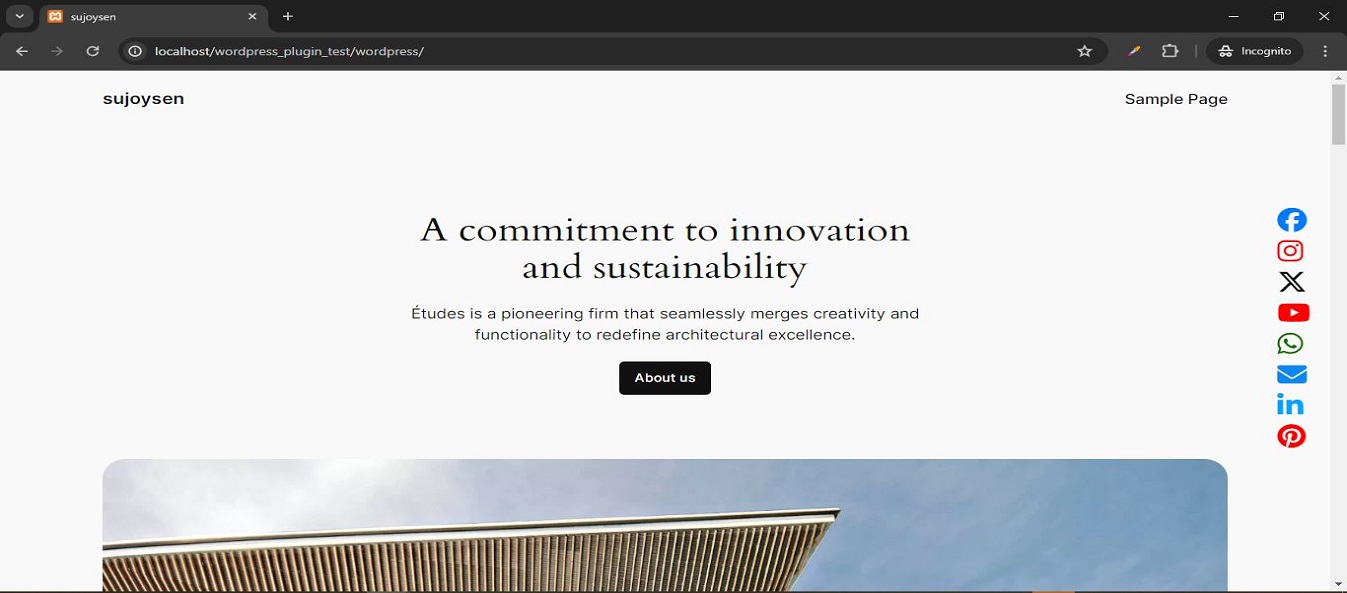 sujoysen
localhost/wordpress_plugin_test/wordpress/
Incognito
sujoysen
Sample Page
A commitment to innovation
and sustainability
Études is a pioneering firm that seamlessly merges creativity and
functionality to redefine architectural excellence.
About us
in